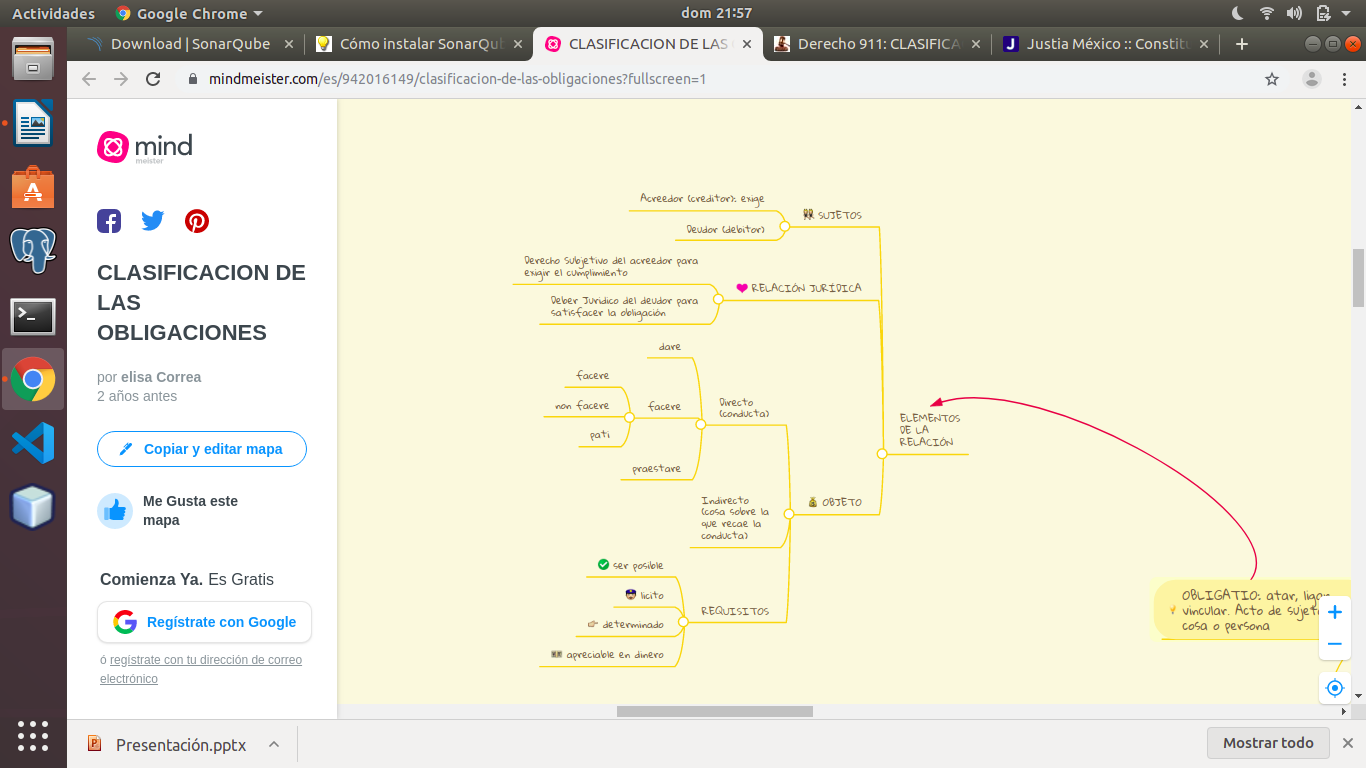 Actividades
Google Chrome
dom 21:57
Download | SonarQube
Cómo instalar SonarQu
CLASIFICACION DE LAS
Derecho 911: CLASIFICA
Justia México :: Constitu
mindmeister.com/es/942016149/clasificacion-de-las-obligaciones?fullscreen=1
mind
meister
CLASIFICACION DE
LAS
OBLIGACIONES
por elisa Correa
2 años antes
Copiar y editar mapa
Me Gusta este
mapa
Comienza Ya. Es Gratis
Regístrate con Google
ó regístrate con tu dirección de correo
electrónico
Acreedor (creditor): exige
SUJETOS
Deudor (debitor)
Derecho Subjetivo del acreedor para
exigir el cumplimiento
RELACIÓN JURÍDICA
Deber Jurídico del deudor para
satisfacer la obligación
dare
facere
non facere
pati
facere
praestare
Directo
(conducta)
ELEMENTOS
DE LA
RELACIÓN
Indirecto
(cosa sobre la
que recae la
conducta)
OBJETO
ser posible
lícito
determinado
apreciable en dinero
REQUISITOS
OBLIGATIO: atar, ligar,
vincular. Acto de sujet
cosa o persona
Presentación.pptx
Mostrar todo